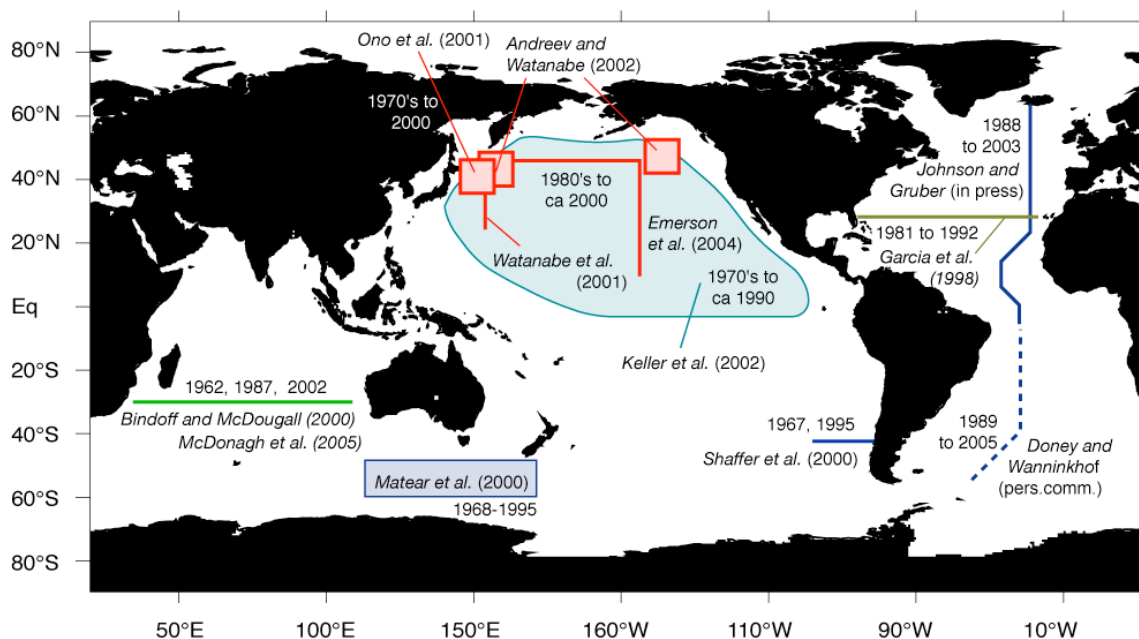 80°N
60°N
40°N
20°N
Eq
20°S
40°S
60°S
80°S
Ono et al. (2001)
Andreev and
Watanabe (2002)
1970's to
2000
1980's to
ca 2000
Emerson
et al. (2004)
Watanabe et al.
(2001)
1970's to
ca 1990
Keller et al. (2002)
1988
to 2003
Johnson and
Gruber (in press)
1981 to 1992
Garcia et al.
(1998)
1962, 1987, 2002
Bindoff and McDougall (2000)
McDonagh et al. (2005)
Matear et al. (2000)
1968-1995
1967, 1995
Shaffer et al. (2000)
1989
to 2005
Doney and
Wanninkhof
(pers.comm.)
50°E
100°E
150°E
160°W
110°W
90°W
10°W